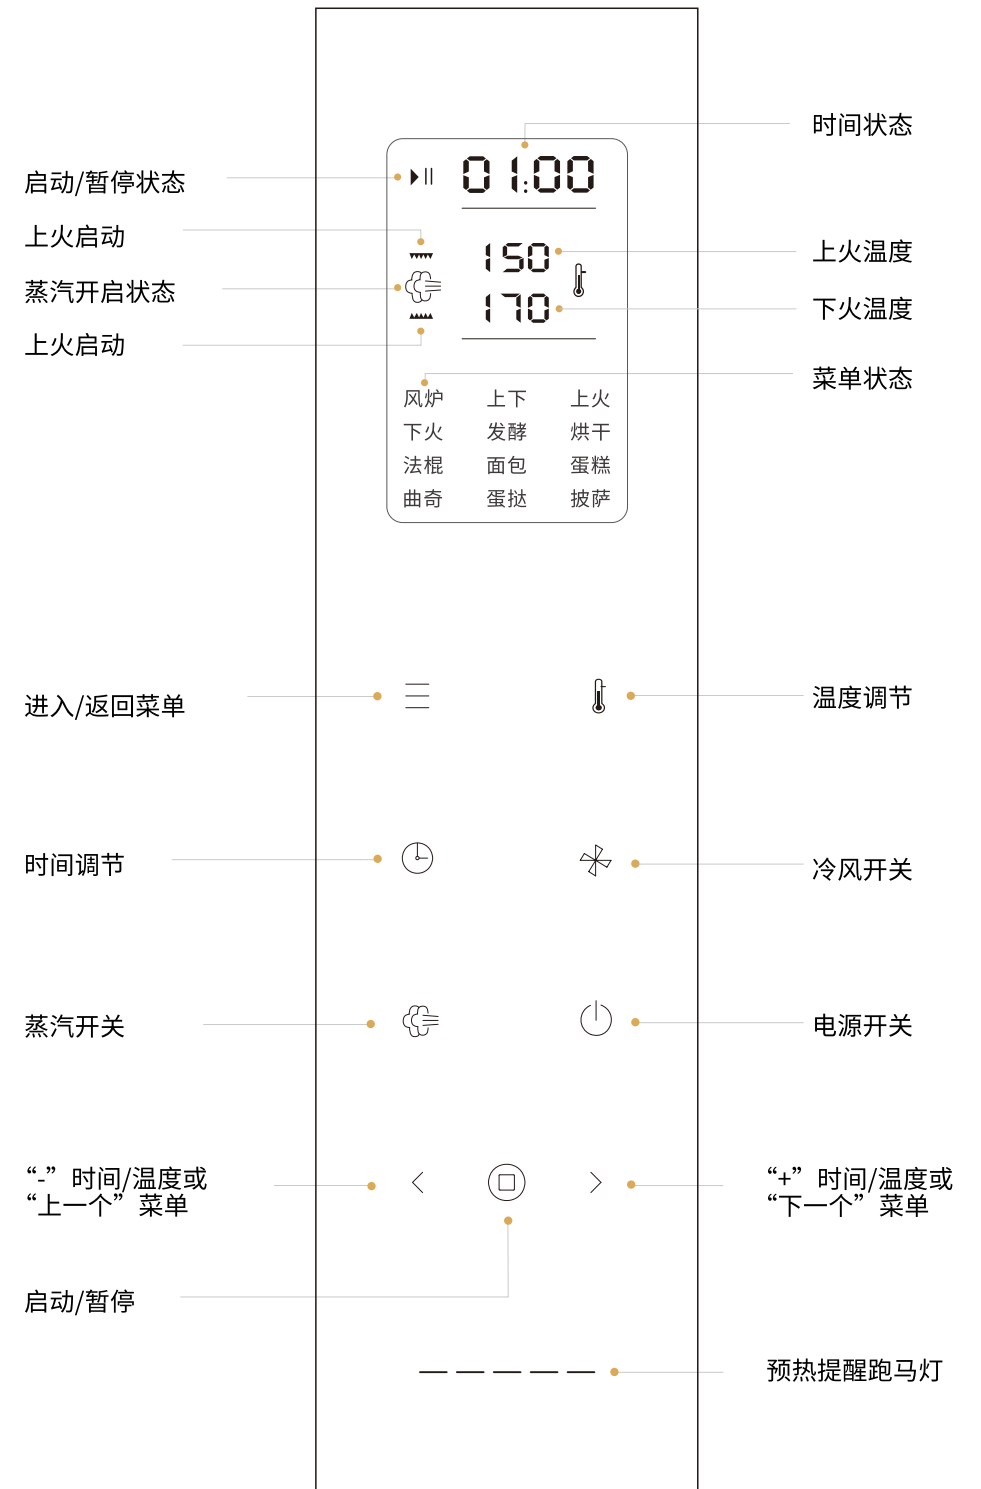 时间状态
启动/暂停状态
01:00
上火启动
150
上火温度
蒸汽开启状态
170
下火温度
上火启动
菜单状态
风炉 上下 上火
下火 发酵 烘干
法棍 面包 蛋糕
曲奇 蛋挞 披萨
进入/返回菜单
温度调节
时间调节
冷风开关
蒸汽开关
电源开关
“-”时间/温度或
“上一个”菜单
“+”时间/温度或
“下一个”菜单
启动/暂停
预热提醒跑马灯